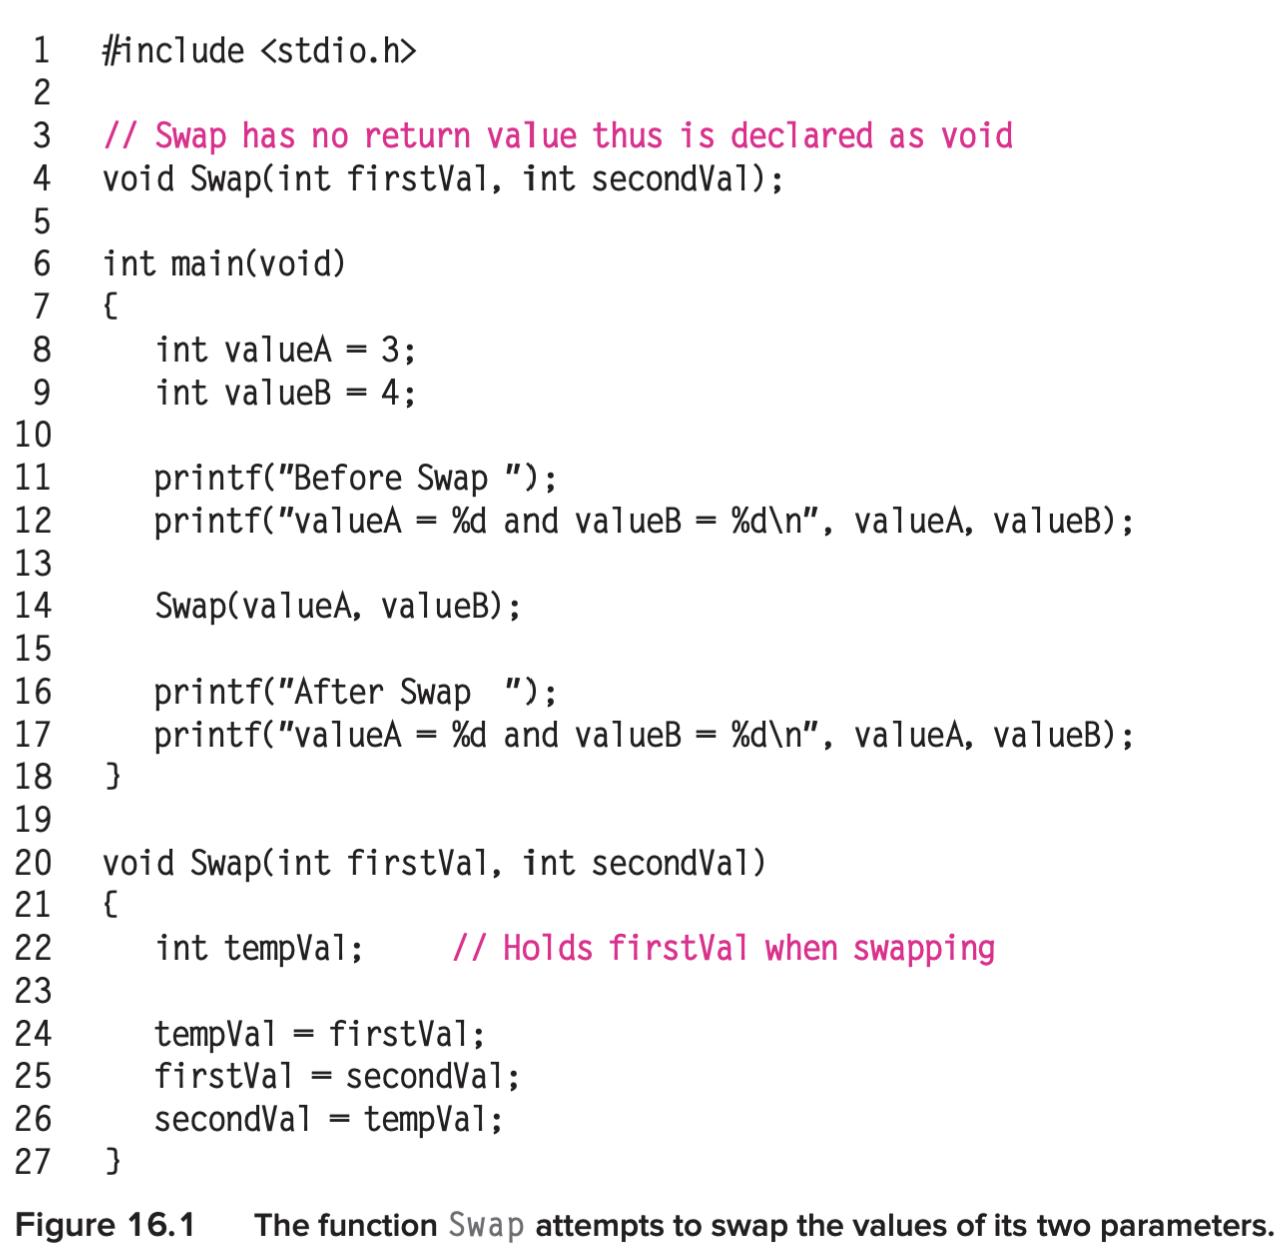 1 #include <stdio.h>
2
3 // Swap has no return value thus is declared as void
4 void Swap(int firstVal, int secondVal);
5
6 int main(void)
7 {
8 int valueA = 3;
9 int valueB = 4;
10
11 printf("Before Swap ");
12 printf("valueA = %d and valueB = %d\n", valueA, valueB);
13
14 Swap(valueA, valueB);
15
16 printf("After Swap  ");
17 printf("valueA = %d and valueB = %d\n", valueA, valueB);
18 }
19
20 void Swap(int firstVal, int secondVal)
21 {
22 int tempVal; // Holds firstVal when swapping
23
24 tempVal = firstVal;
25 firstVal = secondVal;
26 secondVal = tempVal;
27 }
Figure 16.1 The function Swap attempts to swap the values of its two parameters.